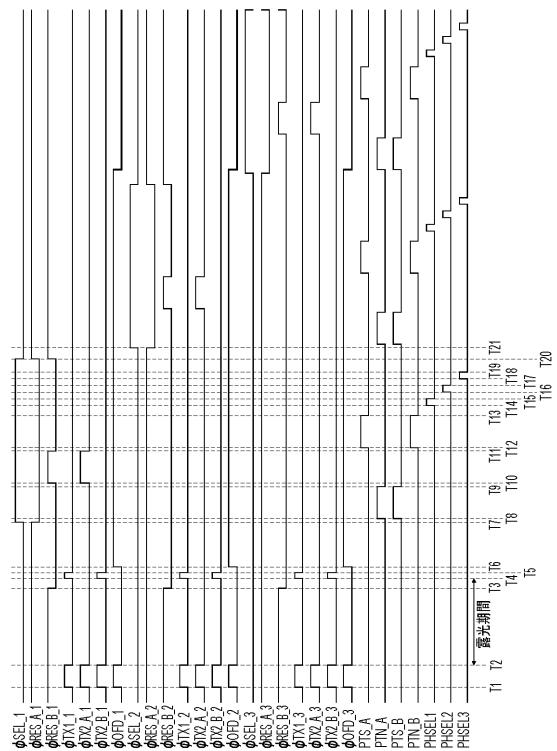 ΦSEL_1
ΦRES_A_1
ΦRES_B_1
ΦTX1_1
ΦTX2_A_1
ΦTX2_B_1
ΦOFD_1
ΦSEL_2
ΦRES_A_2
ΦRES_B_2
ΦTX1_2
ΦTX2_A_2
ΦTX2_B_2
ΦOFD_2
ΦSEL_3
ΦRES_A_3
ΦRES_B_3
ΦTX1_3
ΦTX2_A_3
ΦTX2_B_3
ΦOFD_3
PTS_A
PTN_A
PTS_B
PTN_B
PHSEL1
PHSEL2
PHSEL3
T1
T2
露光期間
T3
T4
T5
T6
T7
T8
T9
T10
T11
T12
T13
T14
T15
T16
T17
T18
T19
T20
T21